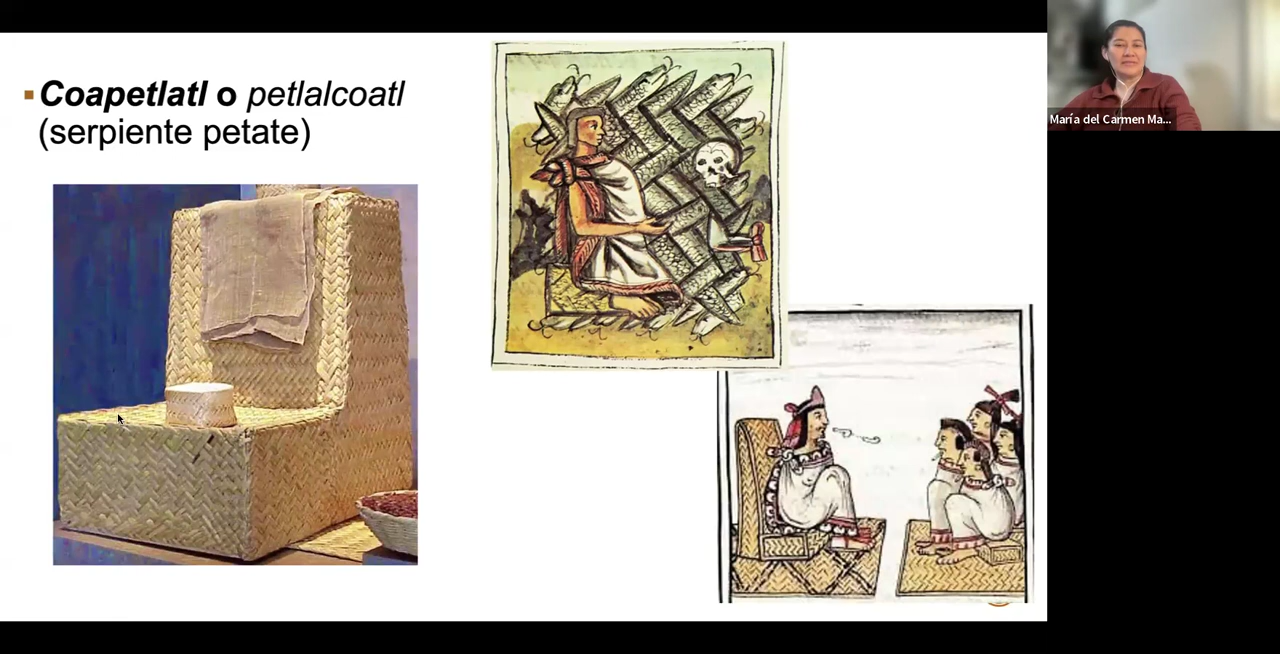 Coapetlatl o petlalcoatl
(serpiente petate)
María del Carmen Ma...